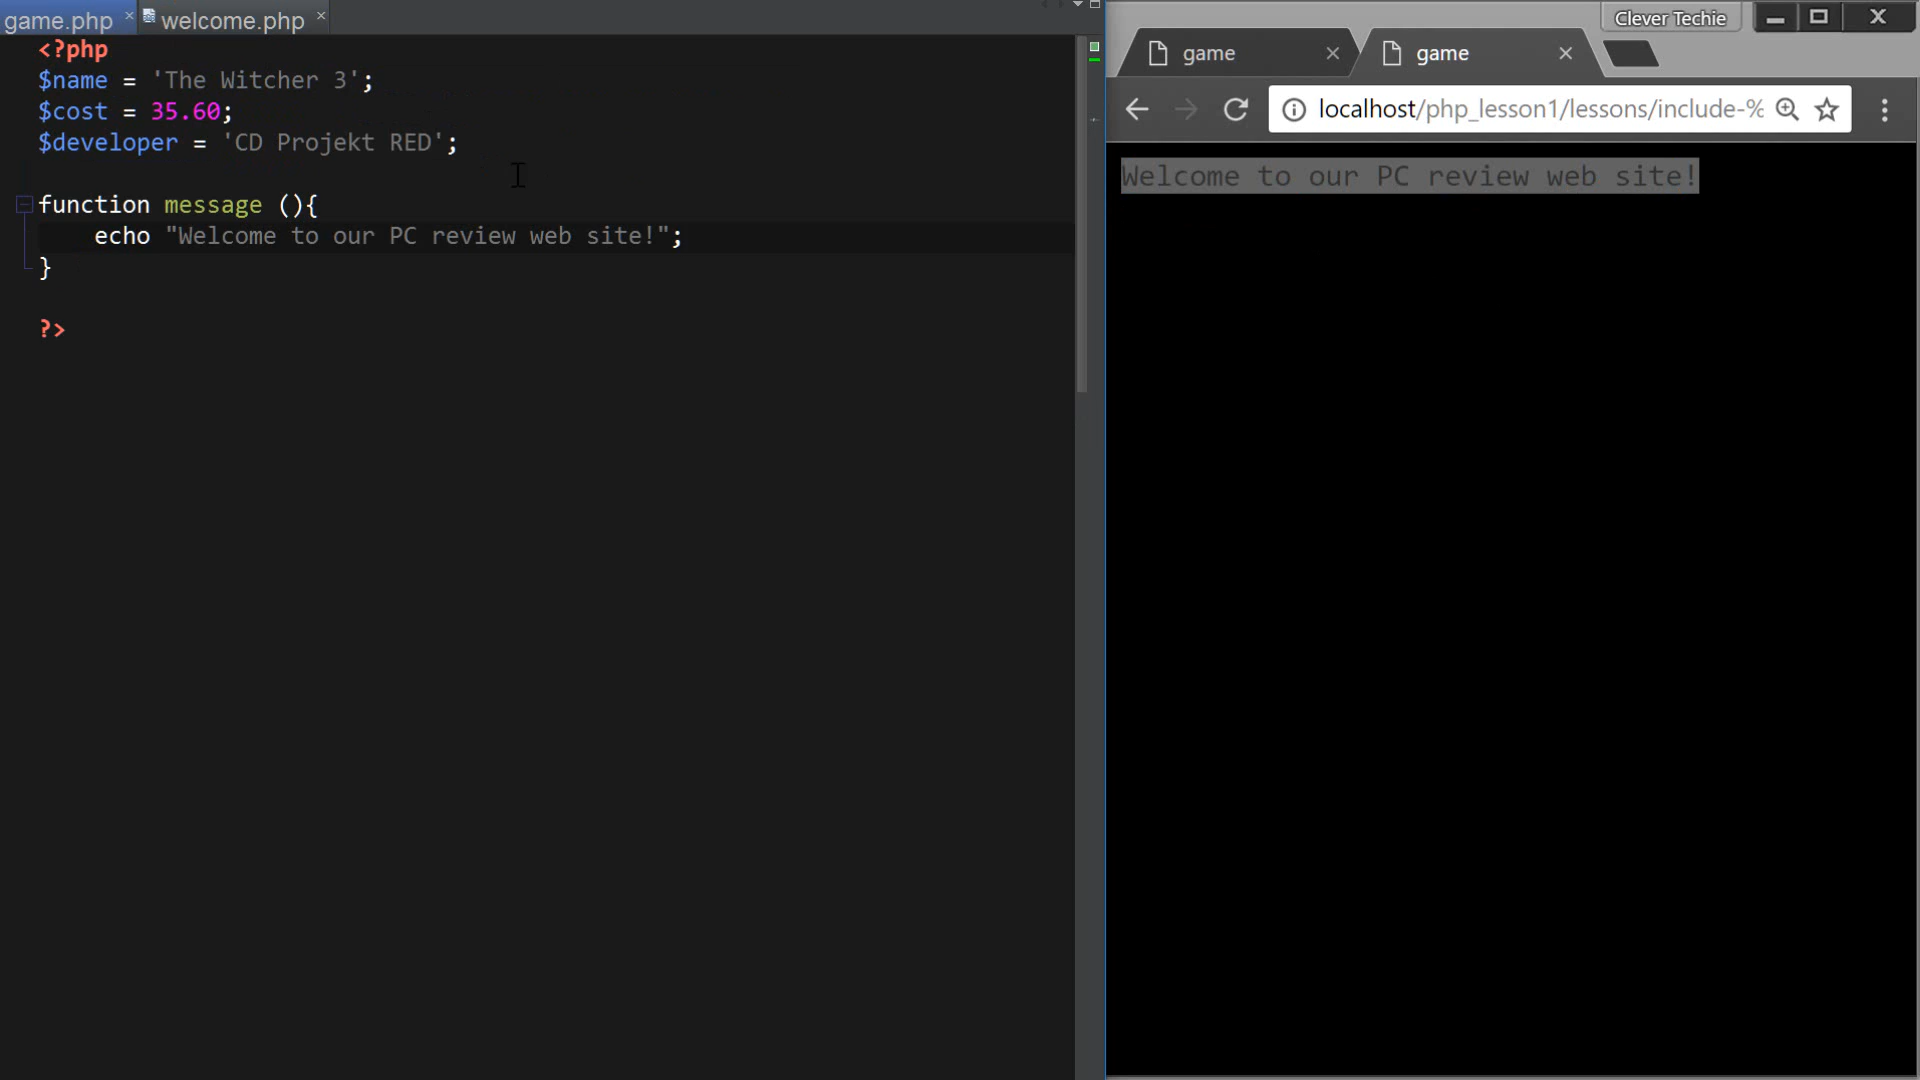 game.php
welcome.php
<?php
$name = 'The Witcher 3';
$cost = 35.60;
$developer = 'CD Projekt RED';
function message (){
echo "Welcome to our PC review web site!";
}
?>
Clever Techie
game
game
localhost/php_lesson1/lessons/include-%
Welcome to our PC review web site!